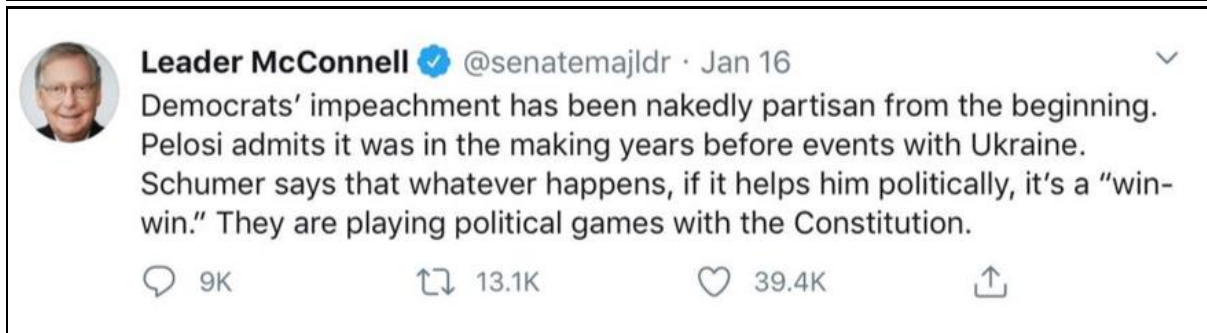 Leader McConnell @senatemajldr · Jan 16
Democrats’ impeachment has been nakedly partisan from the beginning.
Pelosi admits it was in the making years before events with Ukraine.
Schumer says that whatever happens, if it helps him politically, it’s a “win-
win.” They are playing political games with the Constitution.
9K 13.1K 39.4K